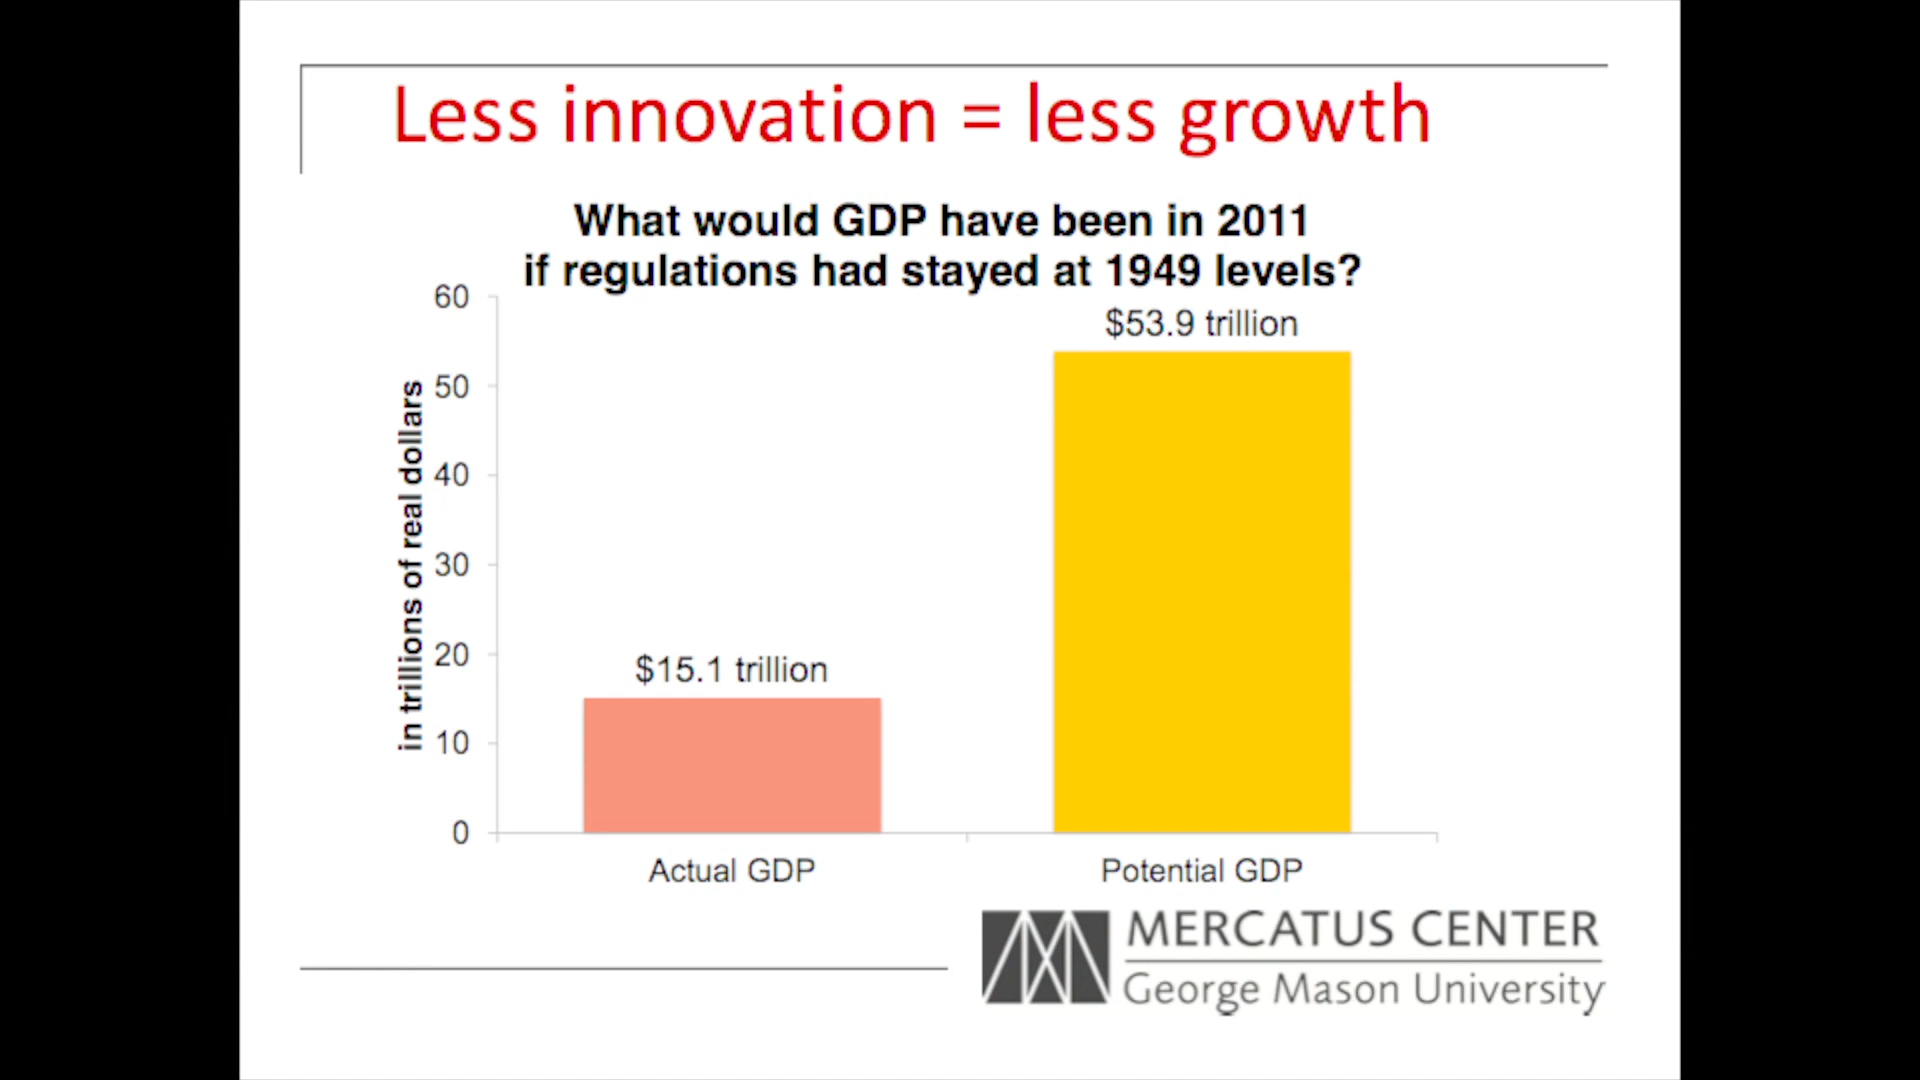 Less innovation = less growth
What would GDP have been in 2011
if regulations had stayed at 1949 levels?
in trillions of real dollars
60
50
40
30
20
10
0
$15.1 trillion
$53.9 trillion
Actual GDP
Potential GDP
MERCATUS CENTER
George Mason University